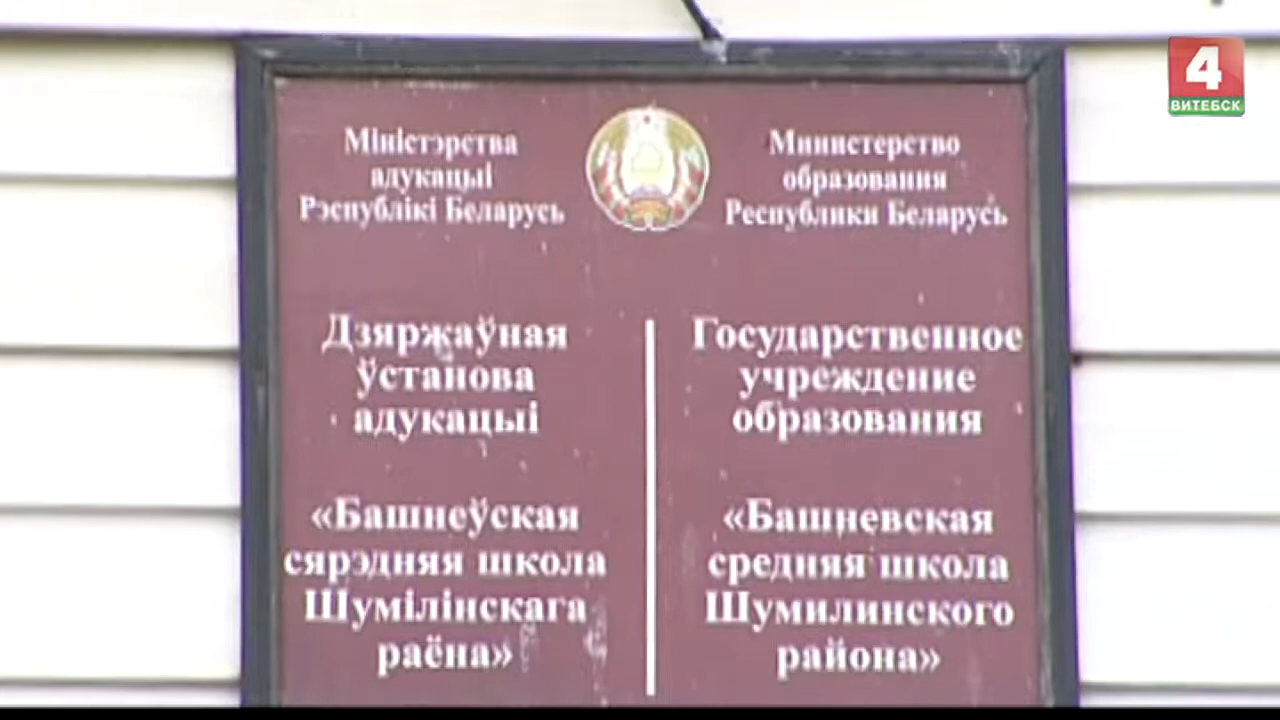 4
ВИТЕБСК
Міністэрства
адукацыі
Рэспублікі Беларусь
Министерство
образования
Республики Беларусь
Дзяржаўная
ўстанова
адукацыі
«Башнеўская
сярэдняя школа
Шумілінскага
раёна»
Государственное
учреждение
образования
«Башневская
средняя школа
Шумилинского
района»